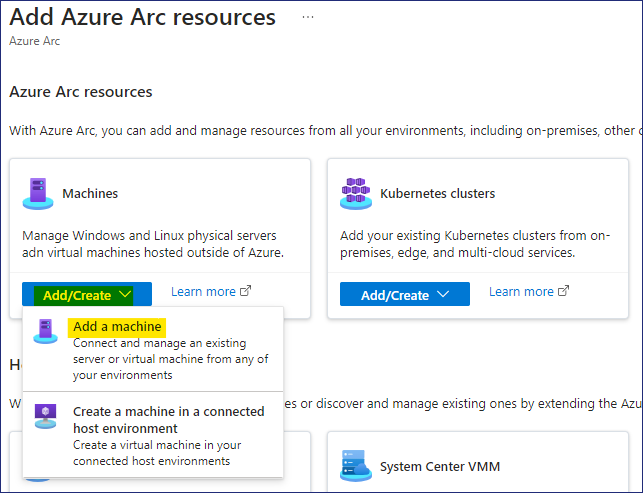 Add Azure Arc resources ...
Azure Arc
Azure Arc resources
With Azure Arc, you can add and manage resources from all your environments, including on-premises, other
Machines
Manage Windows and Linux physical servers
adn virtual machines hosted outside of Azure.
Add/Create
Learn more
Kubernetes clusters
Add your existing Kubernetes clusters from on-
premises, edge, and multi-cloud services.
Add/Create
Learn more
Add a machine
Connect and manage an existing
server or virtual machine from any of
your environments
Create a machine in a connected
host environment
Create a virtual machine in your
connected host environments
es or discover and manage existing ones by extending the Azu
System Center VMM